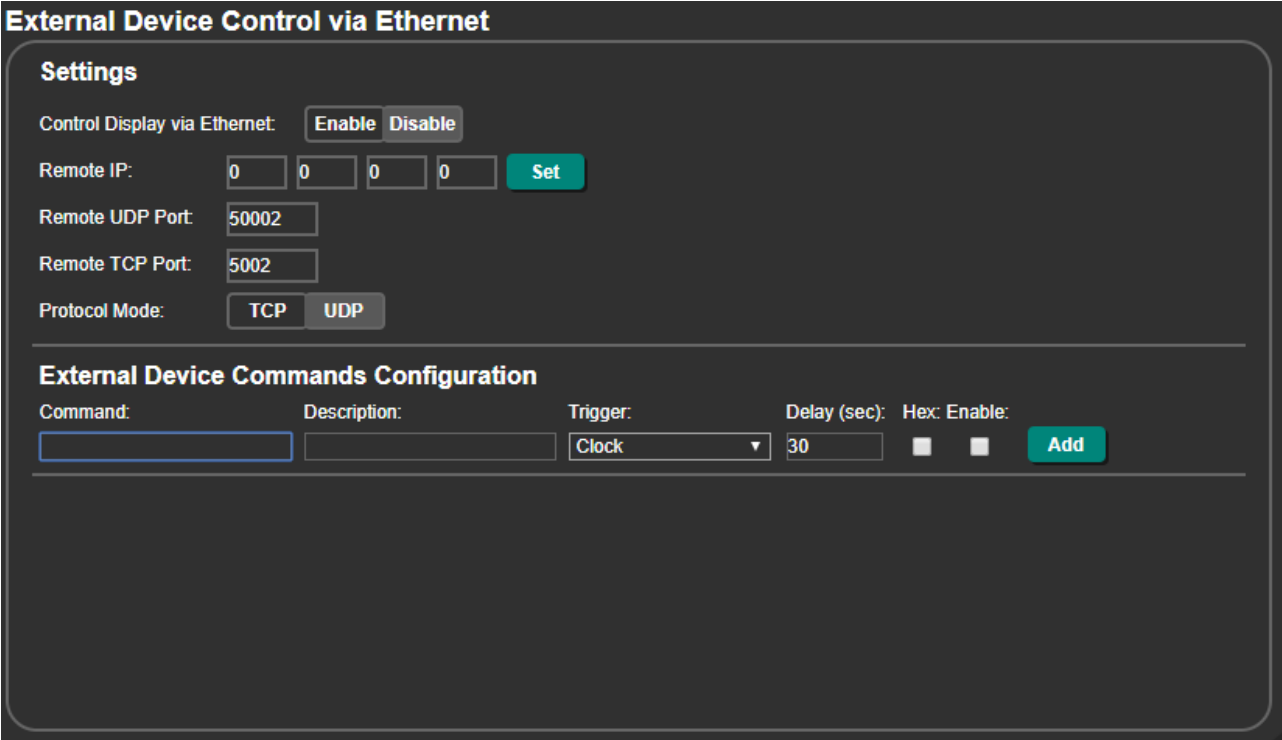 External Device Control via Ethernet
Settings
Control Display via Ethernet: Enable Disable
Remote IP: 0 0 0 0 Set
Remote UDP Port: 50002
Remote TCP Port: 5002
Protocol Mode: TCP UDP
External Device Commands Configuration
Command: Description: Trigger: Delay (sec): Hex: Enable:
Clock 30 Add